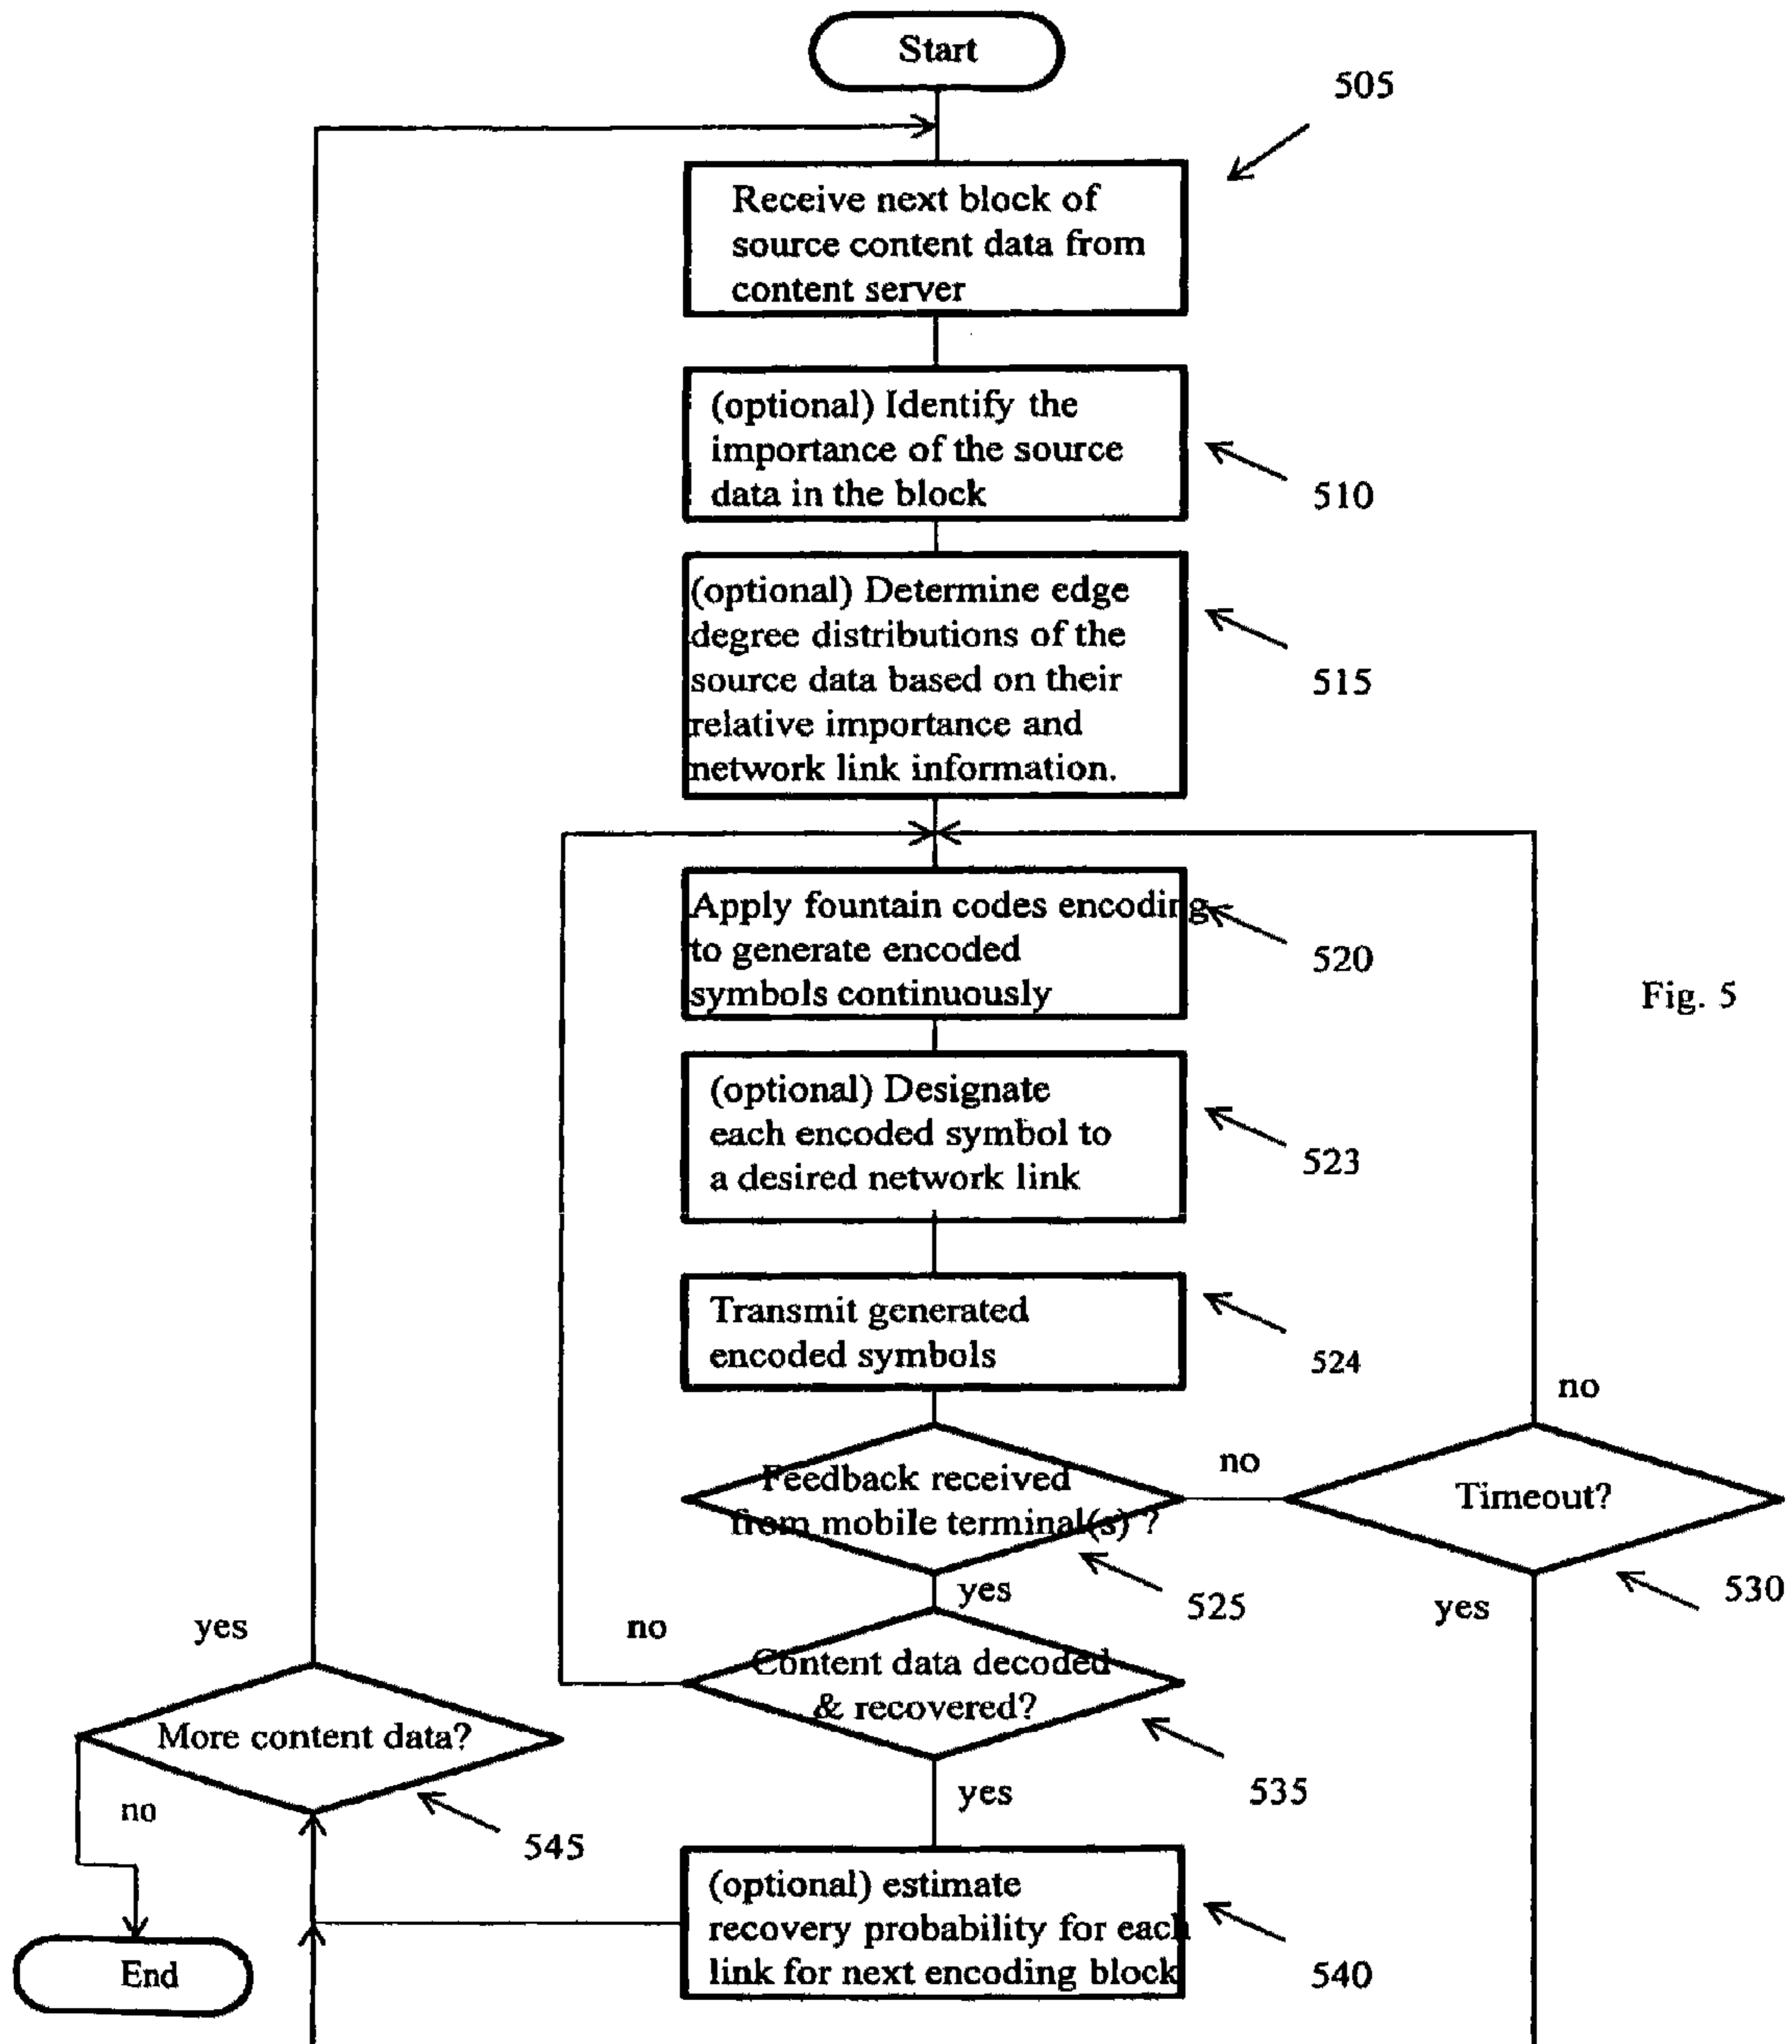 Start
505
Receive next block of
source content data from
content server
(optional) Identify the
importance of the source
data in the block
510
(optional) Determine edge
degree distributions of the
source data based on their
relative importance and
network link information.
515
Apply fountain codes encoding
to generate encoded
symbols continuously
520
Fig. 5
(optional) Designate
each encoded symbol to
a desired network link
523
Transmit generated
encoded symbols
524
no
Feedback received
from mobile terminal(s) ?
no
Timeout?
525
yes
530
yes
yes
no
Content data decoded
& recovered?
More content data?
535
yes
no
545
(optional) estimate
recovery probability for each
link for next encoding block
540
End